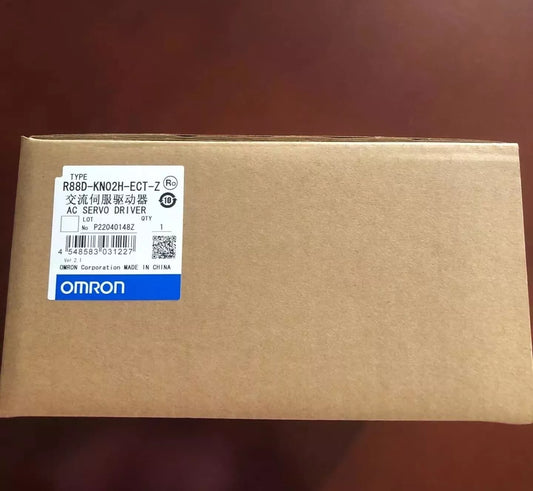 TYPE
R88D-KN02H-ECT-Z
交流伺服驱动器
AC SERVO DRIVER
LOT No P22040148Z QTY 1
4 548583 031227
Ver 2.1
OMRON Corporation MADE IN CHINA
OMRON